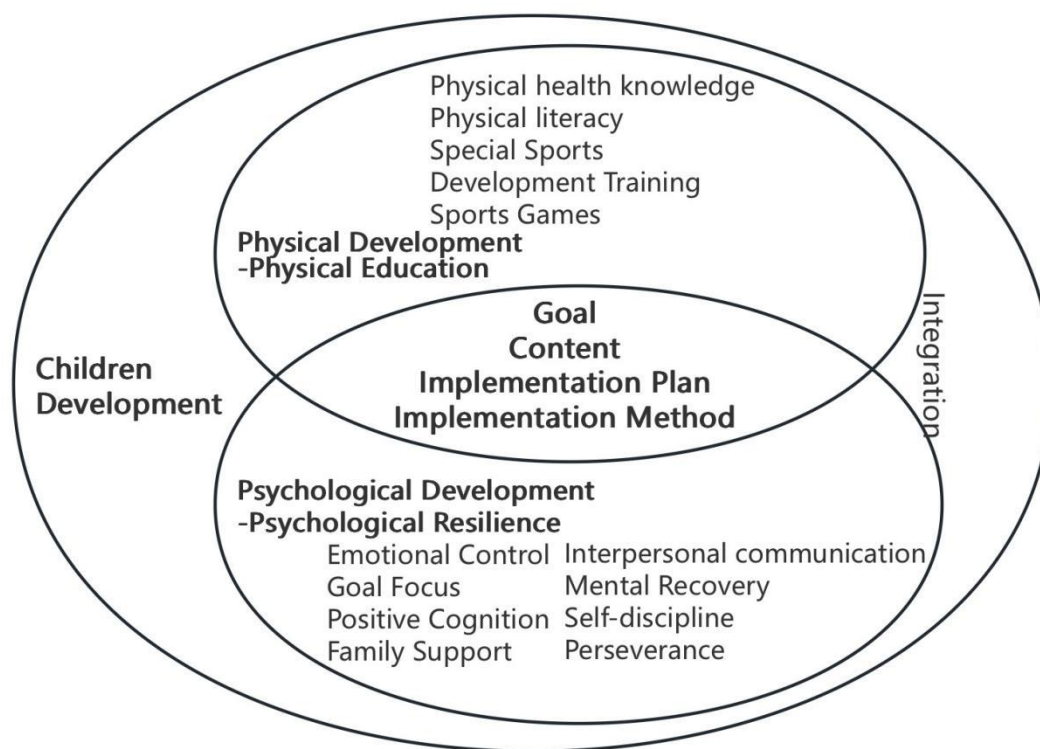 Physical health knowledge
Physical literacy
Special Sports
Development Training
Sports Games
Physical Development
-Physical Education
Goal
Content
Implementation Plan
Implementation Method
Children
Development
Integration
Psychological Development
-Psychological Resilience
Emotional Control Interpersonal communication
Goal Focus Mental Recovery
Positive Cognition Self-discipline
Family Support Perseverance